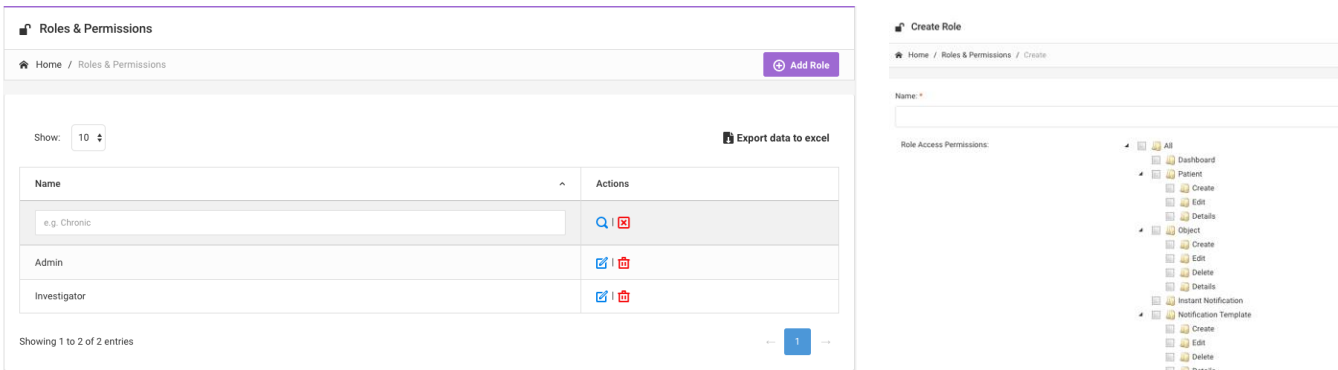 Roles & Permissions
Home / Roles & Permissions
Add Role
Show: 10
Export data to excel
Name
Actions
e.g. Chronic
|
Admin
|
Investigator
|
Showing 1 to 2 of 2 entries
← 1 →
Create Role
Home / Roles & Permissions / Create
Name: *
Role Access Permissions:
All
Dashboard
Patient
Create
Edit
Details
Object
Create
Edit
Delete
Details
Instant Notification
Notification Template
Create
Edit
Delete
Details